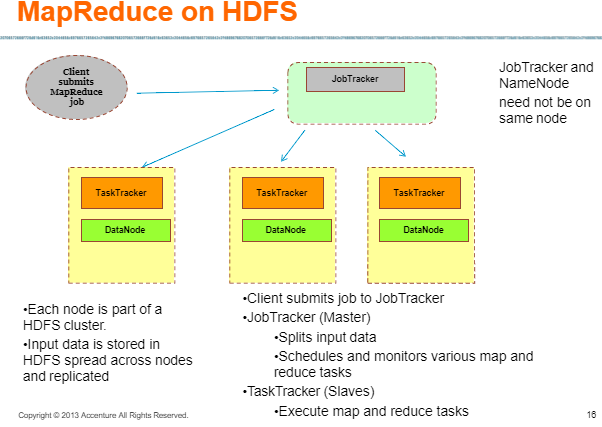 MapReduce on HDFS
Client
submits
MapReduce
job
JobTracker
JobTracker and
NameNode
need not be on
same node
TaskTracker
TaskTracker
TaskTracker
DataNode
DataNode
DataNode
•Each node is part of a
HDFS cluster.
•Input data is stored in
HDFS spread across nodes
and replicated
•Client submits job to JobTracker
•JobTracker (Master)
•Splits input data
•Schedules and monitors various map and
reduce tasks
•TaskTracker (Slaves)
•Execute map and reduce tasks
Copyright © 2013 Accenture All Rights Reserved.
16